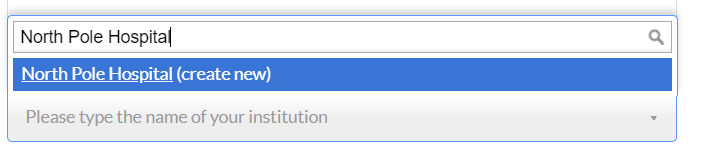 North Pole Hospital
North Pole Hospital (create new)
Please type the name of your institution